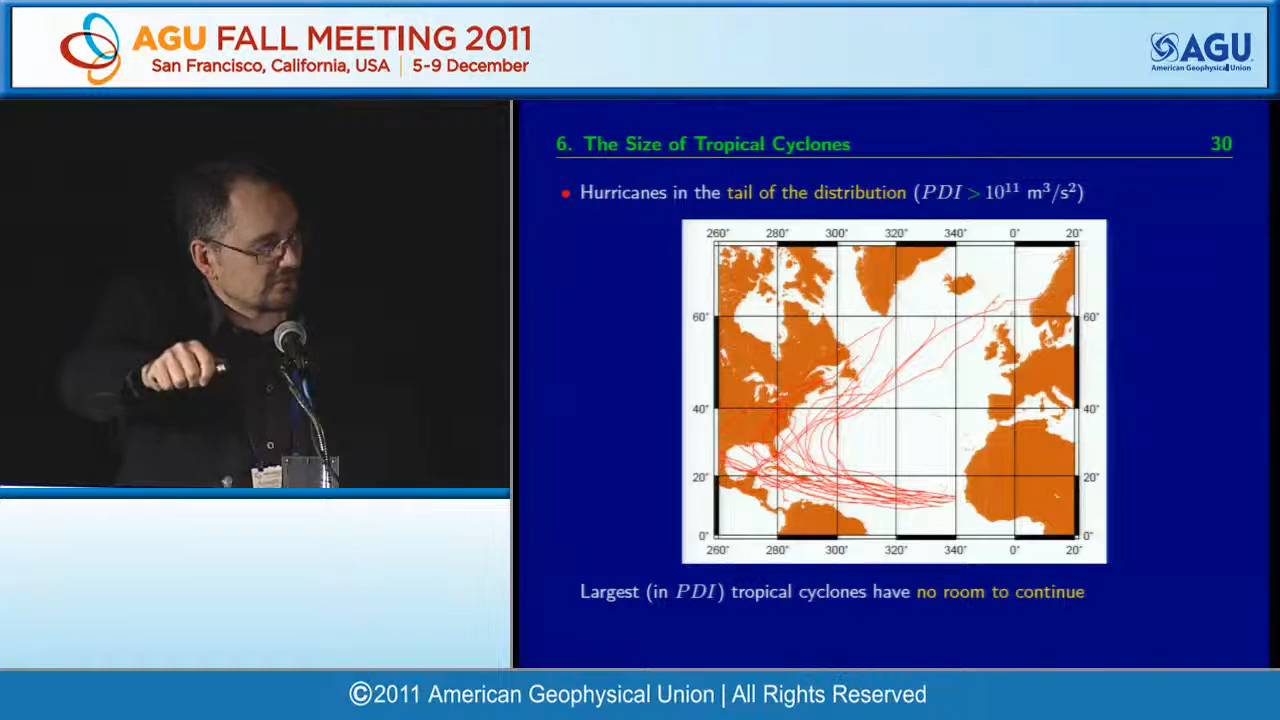 AGU FALL MEETING 2011
San Francisco, California, USA | 5-9 December
AGU
American Geophysical Union
6. The Size of Tropical Cyclones 30
• Hurricanes in the tail of the distribution (PDI > 10¹¹ m³/s²)
260° 280° 300° 320° 340° 0° 20°
60° 60°
40° 40°
20° 20°
0° 0°
260° 280° 300° 320° 340° 0° 20°
Largest (in PDI) tropical cyclones have no room to continue
©2011 American Geophysical Union | All Rights Reserved